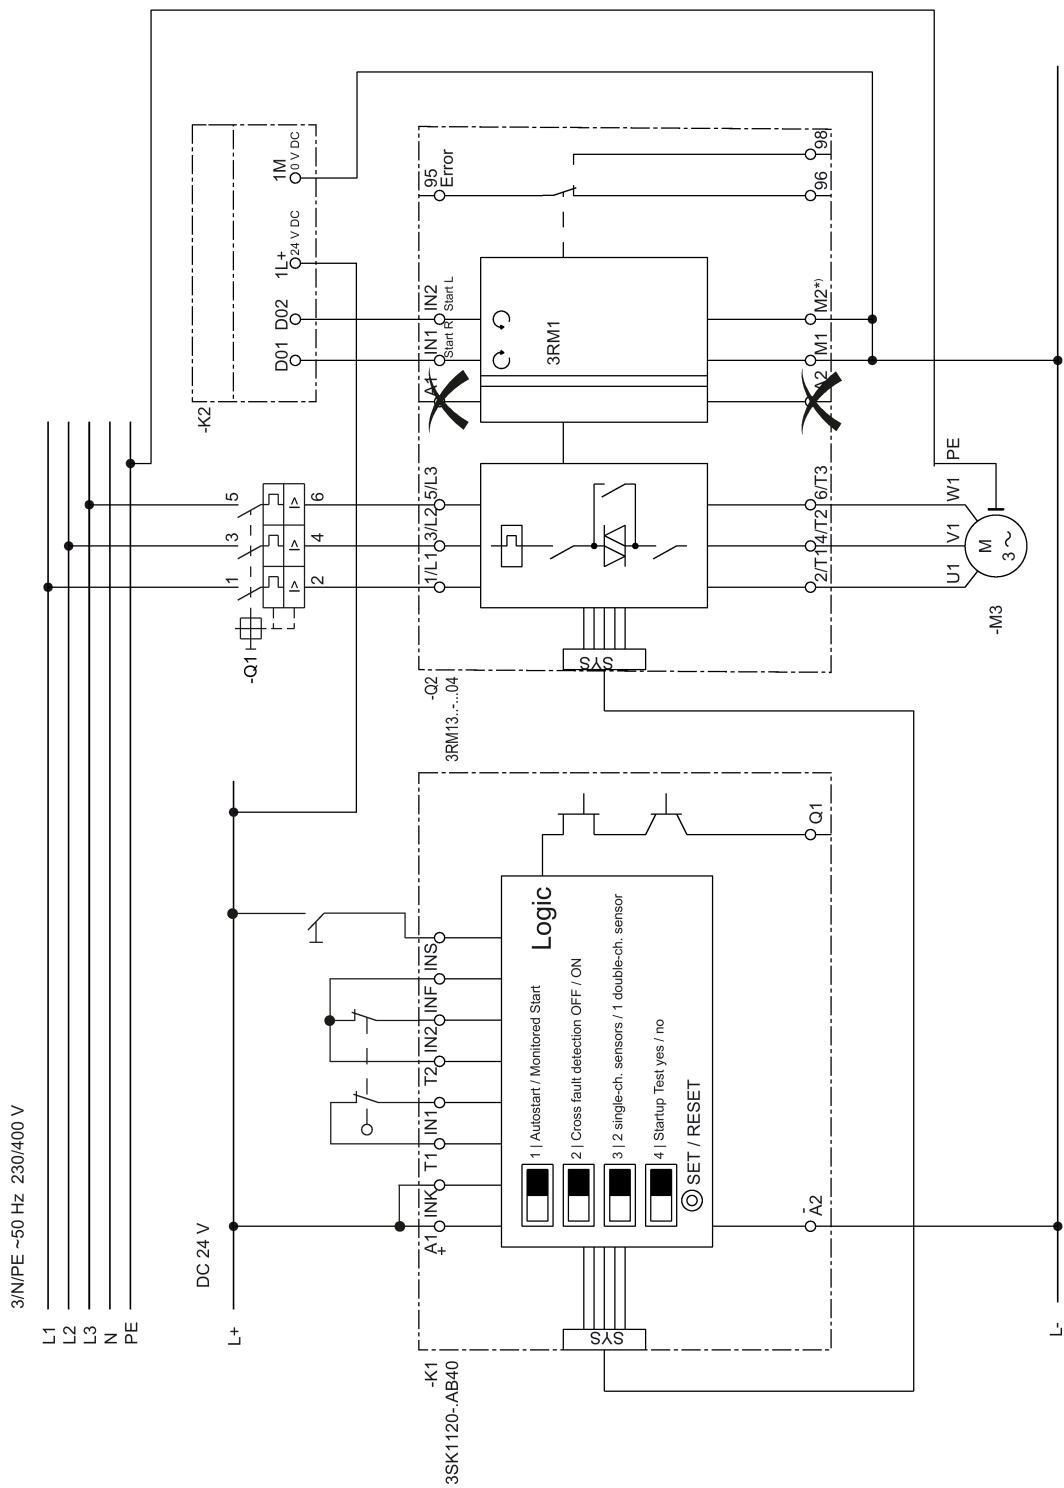 3/N/PE ~50 Hz 230/400 V
L1
L2
L3
N
PE
DC 24 V
L+
L-
-K1
3SK1120-.AB40
SYS
A1
+
INK
T1
IN1
T2
IN2
INF
INS
Logic
1 | Autostart / Monitored Start
2 | Cross fault detection OFF / ON
3 | 2 single-ch. sensors / 1 double-ch. sensor
4 | Startup Test yes / no
SET / RESET
A2
-
Q1
-Q1
1
3
5
I>
I>
I>
2
4
6
-Q2
3RM13..-...04
SYS
1/L1
3/L2
5/L3
2/T1
4/T2
6/T3
A1
IN1
Start R
IN2
Start L
95
Error
3RM1
A2
M1
M2*)
96
98
-K2
D01
D02
1L+
24 V DC
1M
0 V DC
-M3
U1
V1
W1
PE
M
3 ~